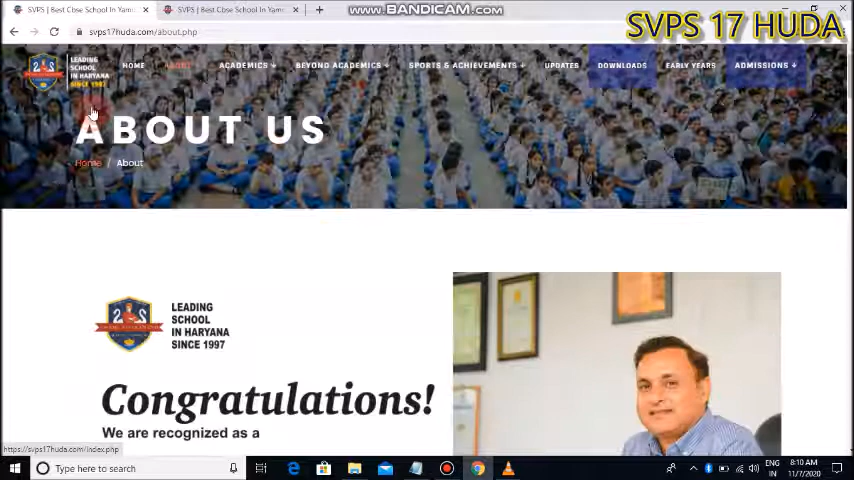 www.BANDICAM.com
SVPS | Best Cbse School In Yam
SVPS | Best Cbse School In Yam
SVPS 17 HUDA
svps17huda.com/about.php
LEADING
SCHOOL
IN HARYANA
SINCE 1997
HOME
ABOUT
ACADEMICS
BEYOND ACADEMICS
SPORTS & ACHIEVEMENTS
UPDATES
DOWNLOADS
EARLY YEARS
ADMISSIONS
ABOUT US
Home / About
LEADING
SCHOOL
IN HARYANA
SINCE 1997
Congratulations!
We are recognized as a
https://svps17huda.com/index.php
Type here to search
ENG
IN
8:10 AM
11/7/2020